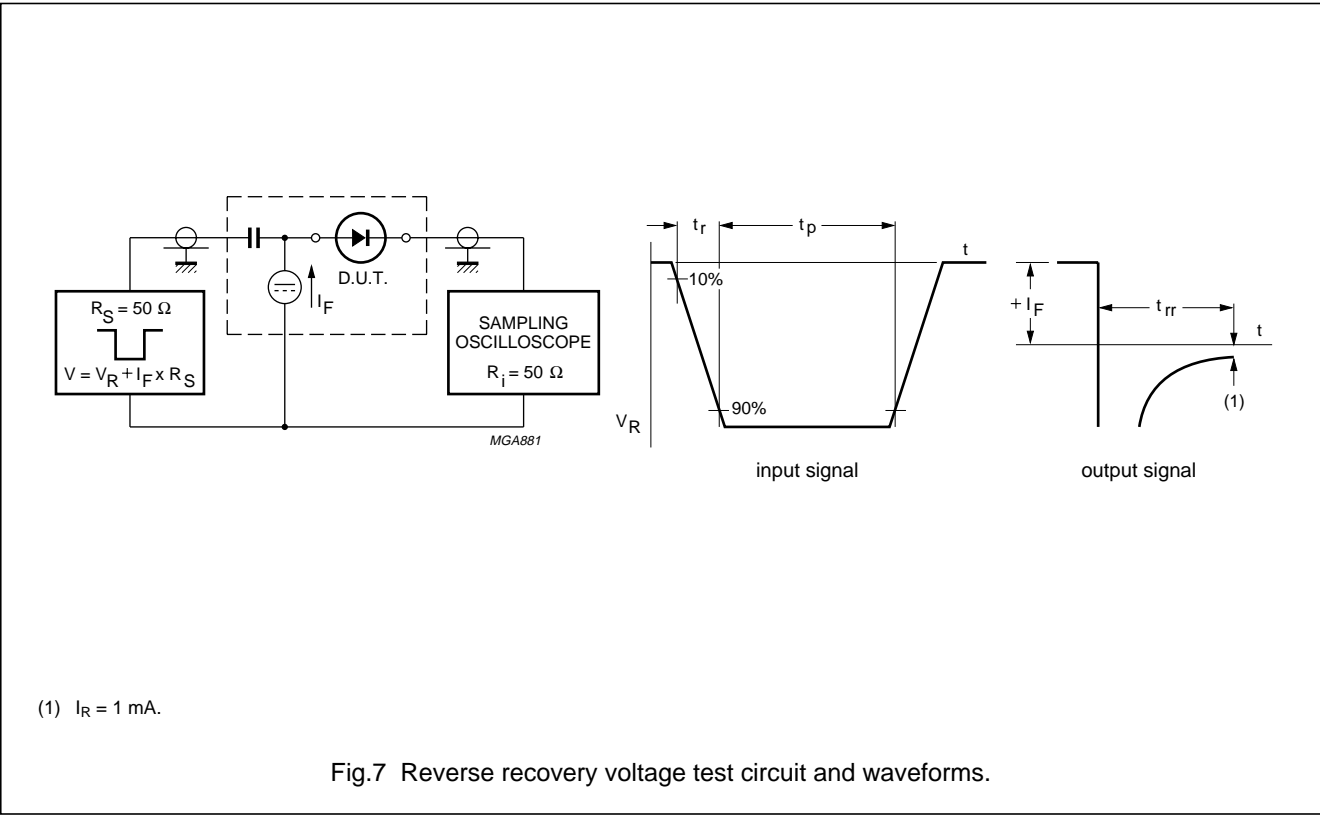 R_S = 50 Ω
V = V_R + I_F x R_S
I_F
D.U.T.
SAMPLING
OSCILLOSCOPE
R_i = 50 Ω
MGA881
t_r
t_p
t
10%
90%
V_R
input signal
+ I_F
t_rr
t
(1)
output signal
(1) I_R = 1 mA.
Fig.7 Reverse recovery voltage test circuit and waveforms.